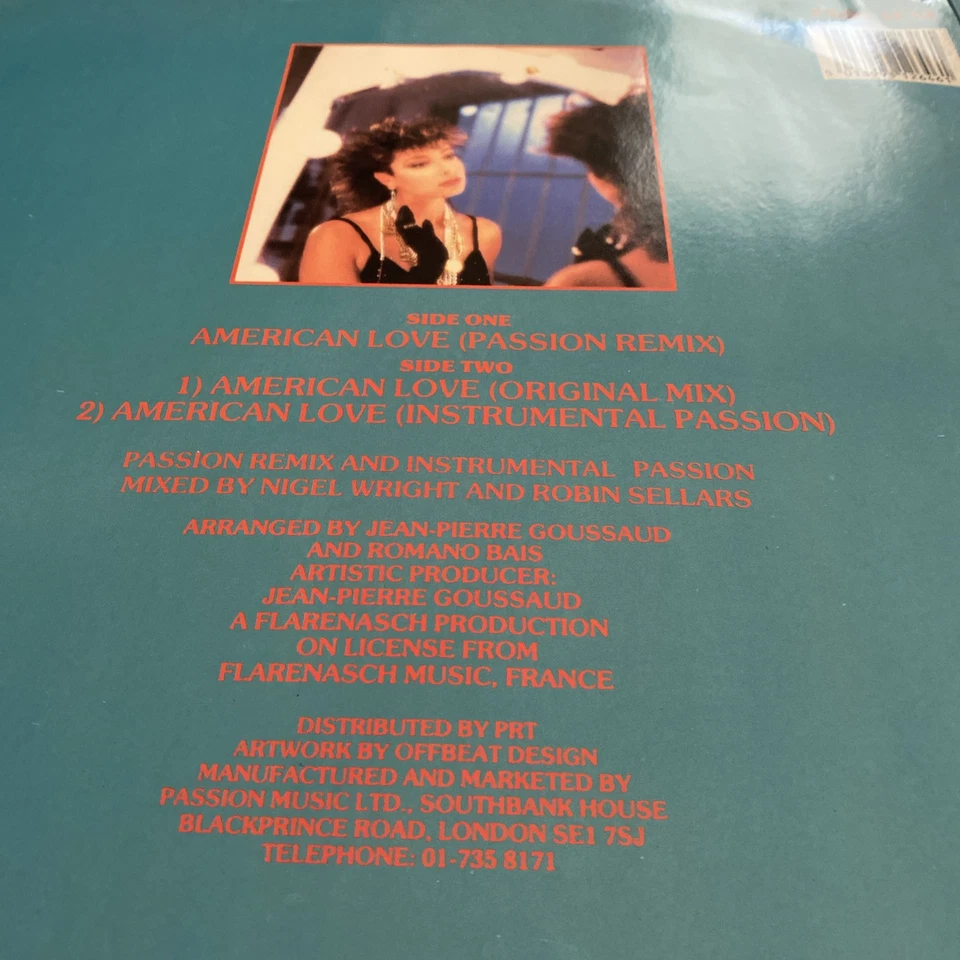 SIDE ONE
AMERICAN LOVE (PASSION REMIX)
SIDE TWO
1) AMERICAN LOVE (ORIGINAL MIX)
2) AMERICAN LOVE (INSTRUMENTAL PASSION)
PASSION REMIX AND INSTRUMENTAL PASSION
MIXED BY NIGEL WRIGHT AND ROBIN SELLARS
ARRANGED BY JEAN-PIERRE GOUSSAUD
AND ROMANO BAIS
ARTISTIC PRODUCER:
JEAN-PIERRE GOUSSAUD
A FLARENASCH PRODUCTION
ON LICENSE FROM
FLARENASCH MUSIC, FRANCE
DISTRIBUTED BY PRT
ARTWORK BY OFFBEAT DESIGN
MANUFACTURED AND MARKETED BY
PASSION MUSIC LTD., SOUTHBANK HOUSE
BLACKPRINCE ROAD, LONDON SE1 7SJ
TELEPHONE: 01-735 8171